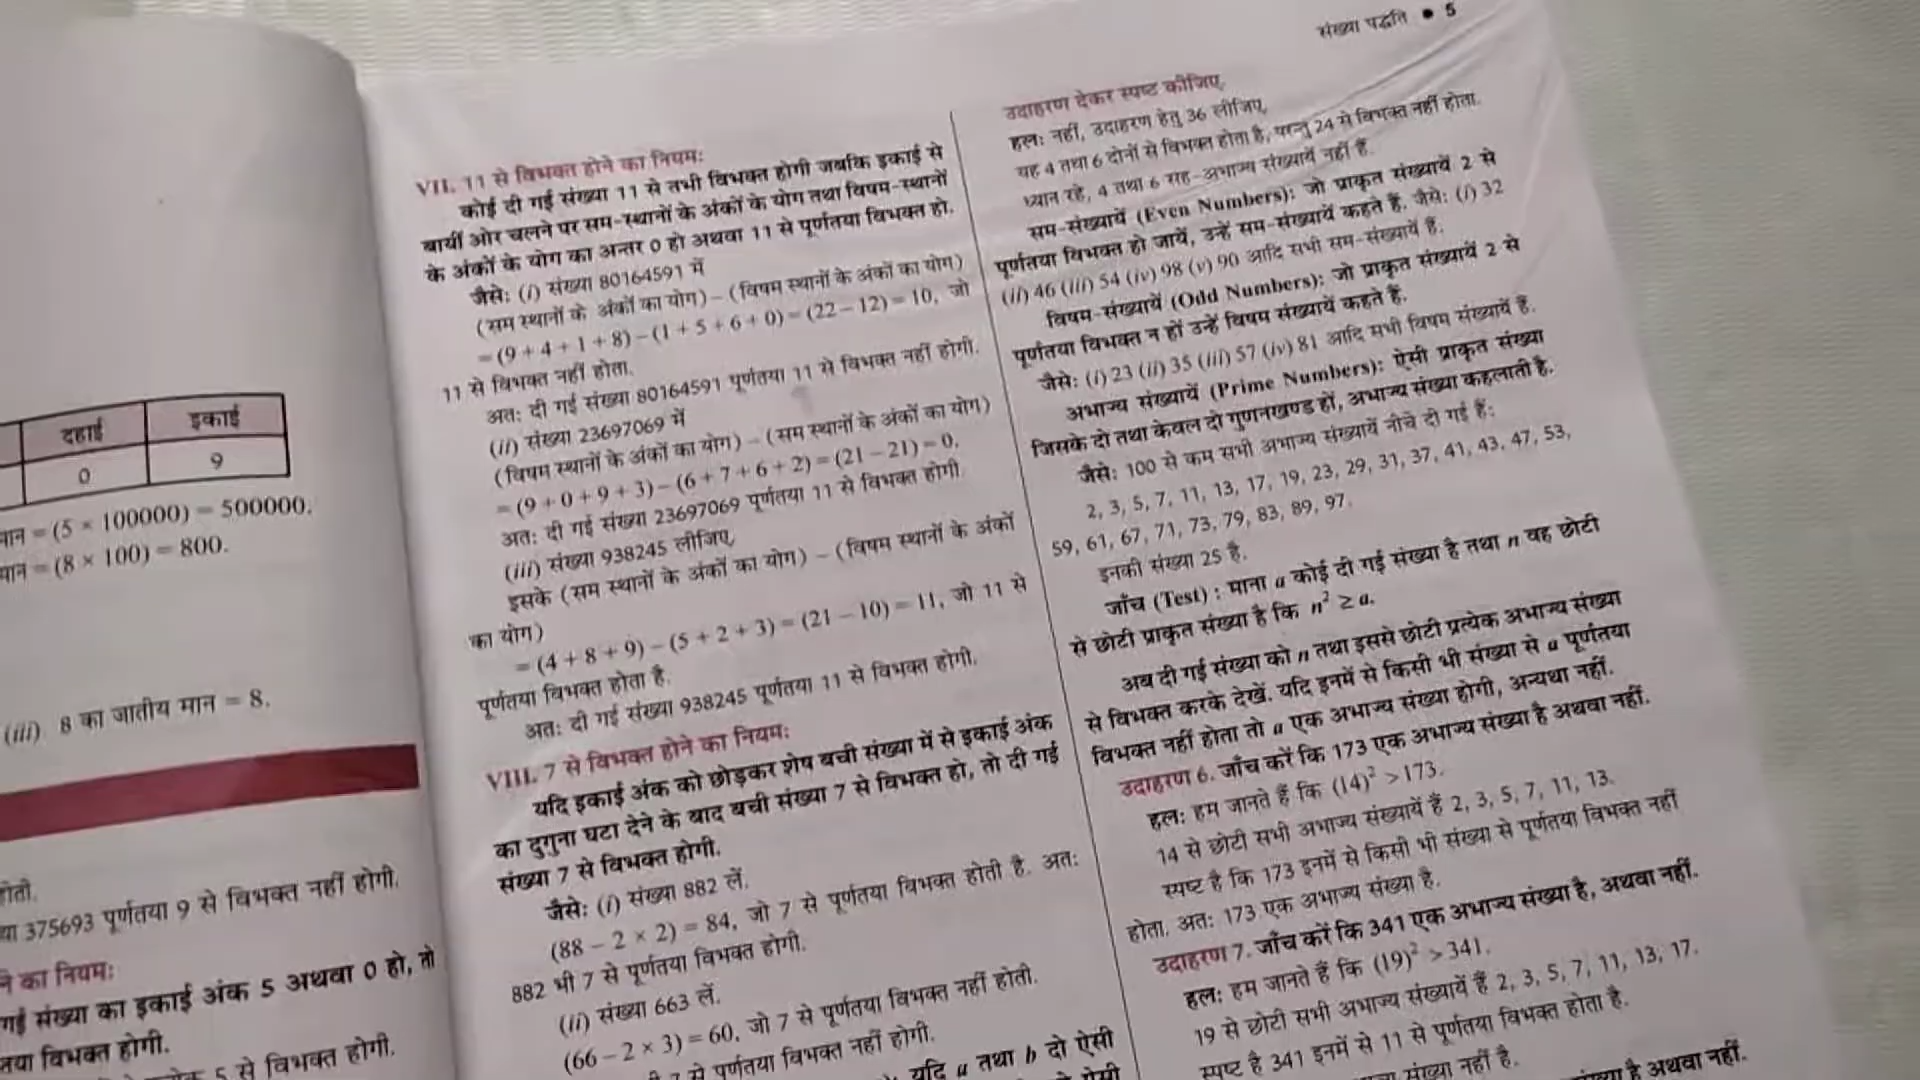 दहाई इकाई
0 9
मान = (5 × 100000) = 500000.
मान = (8 × 100) = 800.
(iii) 8 का जातीय मान = 8.
होती.
375693 पूर्णतया 9 से विभक्त नहीं होगी.
का नियम:
गई संख्या का इकाई अंक 5 अथवा 0 हो, तो
विभक्त होगी.
5 से विभक्त होगी.
संख्या पद्धति • 5
VII. 11 से विभक्त होने का नियम:
कोई दी गई संख्या 11 से तभी विभक्त होगी जबकि इकाई से
बायीं ओर चलने पर सम-स्थानों के अंकों के योग तथा विषम-स्थानों
के अंकों के योग का अन्तर 0 हो अथवा 11 से पूर्णतया विभक्त हो.
जैसे: (i) संख्या 80164591 में
(सम स्थानों के अंकों का योग) – (विषम स्थानों के अंकों का योग)
= (9 + 4 + 1 + 8) – (1 + 5 + 6 + 0) = (22 – 12) = 10, जो
11 से विभक्त नहीं होता.
अत: दी गई संख्या 80164591 पूर्णतया 11 से विभक्त नहीं होगी.
(ii) संख्या 23697069 में
(विषम स्थानों के अंकों का योग) – (सम स्थानों के अंकों का योग)
= (9 + 0 + 9 + 3) – (6 + 7 + 6 + 2) = (21 – 21) = 0.
अत: दी गई संख्या 23697069 पूर्णतया 11 से विभक्त होगी.
(iii) संख्या 938245 लीजिए.
इसके (सम स्थानों के अंकों का योग) – (विषम स्थानों के अंकों
का योग)
= (4 + 8 + 9) – (5 + 2 + 3) = (21 – 10) = 11, जो 11 से
पूर्णतया विभक्त होता है.
अत: दी गई संख्या 938245 पूर्णतया 11 से विभक्त होगी.
VIII. 7 से विभक्त होने का नियम:
यदि इकाई अंक को छोड़कर शेष बची संख्या में से इकाई अंक
का दुगुना घटा देने के बाद बची संख्या 7 से विभक्त हो, तो दी गई
संख्या 7 से विभक्त होगी.
जैसे: (i) संख्या 882 लें.
(88 – 2 × 2) = 84, जो 7 से पूर्णतया विभक्त होती है. अत:
882 भी 7 से पूर्णतया विभक्त होगी.
(ii) संख्या 663 लें.
(66 – 2 × 3) = 60, जो 7 से पूर्णतया विभक्त नहीं होती.
7 से पूर्णतया विभक्त नहीं होगी.
यदि a तथा b दो ऐसी
उदाहरण देकर स्पष्ट कीजिए.
हल: नहीं, उदाहरण हेतु 36 लीजिए.
यह 4 तथा 6 दोनों से विभक्त होता है, परन्तु 24 से विभक्त नहीं होता.
ध्यान रहे, 4 तथा 6 सह-अभाज्य संख्यायें नहीं हैं.
सम-संख्यायें (Even Numbers): जो प्राकृत संख्यायें 2 से
पूर्णतया विभक्त हो जायें, उन्हें सम-संख्यायें कहते हैं. जैसे: (i) 32
(ii) 46 (iii) 54 (iv) 98 (v) 90 आदि सभी सम-संख्यायें हैं.
विषम-संख्यायें (Odd Numbers): जो प्राकृत संख्यायें 2 से
पूर्णतया विभक्त न हों उन्हें विषम संख्यायें कहते हैं.
जैसे: (i) 23 (ii) 35 (iii) 57 (iv) 81 आदि सभी विषम संख्यायें हैं.
अभाज्य संख्यायें (Prime Numbers): ऐसी प्राकृत संख्या
जिसके दो तथा केवल दो गुणनखण्ड हों, अभाज्य संख्या कहलाती है.
जैसे: 100 से कम सभी अभाज्य संख्यायें नीचे दी गई हैं:
2, 3, 5, 7, 11, 13, 17, 19, 23, 29, 31, 37, 41, 43, 47, 53,
59, 61, 67, 71, 73, 79, 83, 89, 97.
इनकी संख्या 25 है.
जाँच (Test) : माना a कोई दी गई संख्या है तथा n वह छोटी
से छोटी प्राकृत संख्या है कि n² ≥ a.
अब दी गई संख्या को n तथा इससे छोटी प्रत्येक अभाज्य संख्या
से विभक्त करके देखें. यदि इनमें से किसी भी संख्या से a पूर्णतया
विभक्त नहीं होता तो a एक अभाज्य संख्या होगी, अन्यथा नहीं.
उदाहरण 6. जाँच करें कि 173 एक अभाज्य संख्या है अथवा नहीं.
हल: हम जानते हैं कि (14)² > 173.
14 से छोटी सभी अभाज्य संख्यायें हैं 2, 3, 5, 7, 11, 13.
स्पष्ट है कि 173 इनमें से किसी भी संख्या से पूर्णतया विभक्त नहीं
होता. अत: 173 एक अभाज्य संख्या है.
उदाहरण 7. जाँच करें कि 341 एक अभाज्य संख्या है, अथवा नहीं.
हल: हम जानते हैं कि (19)² > 341.
19 से छोटी सभी अभाज्य संख्यायें हैं 2, 3, 5, 7, 11, 13, 17.
स्पष्ट है 341 इनमें से 11 से पूर्णतया विभक्त होता है.
संख्या नहीं है.
है अथवा नहीं.